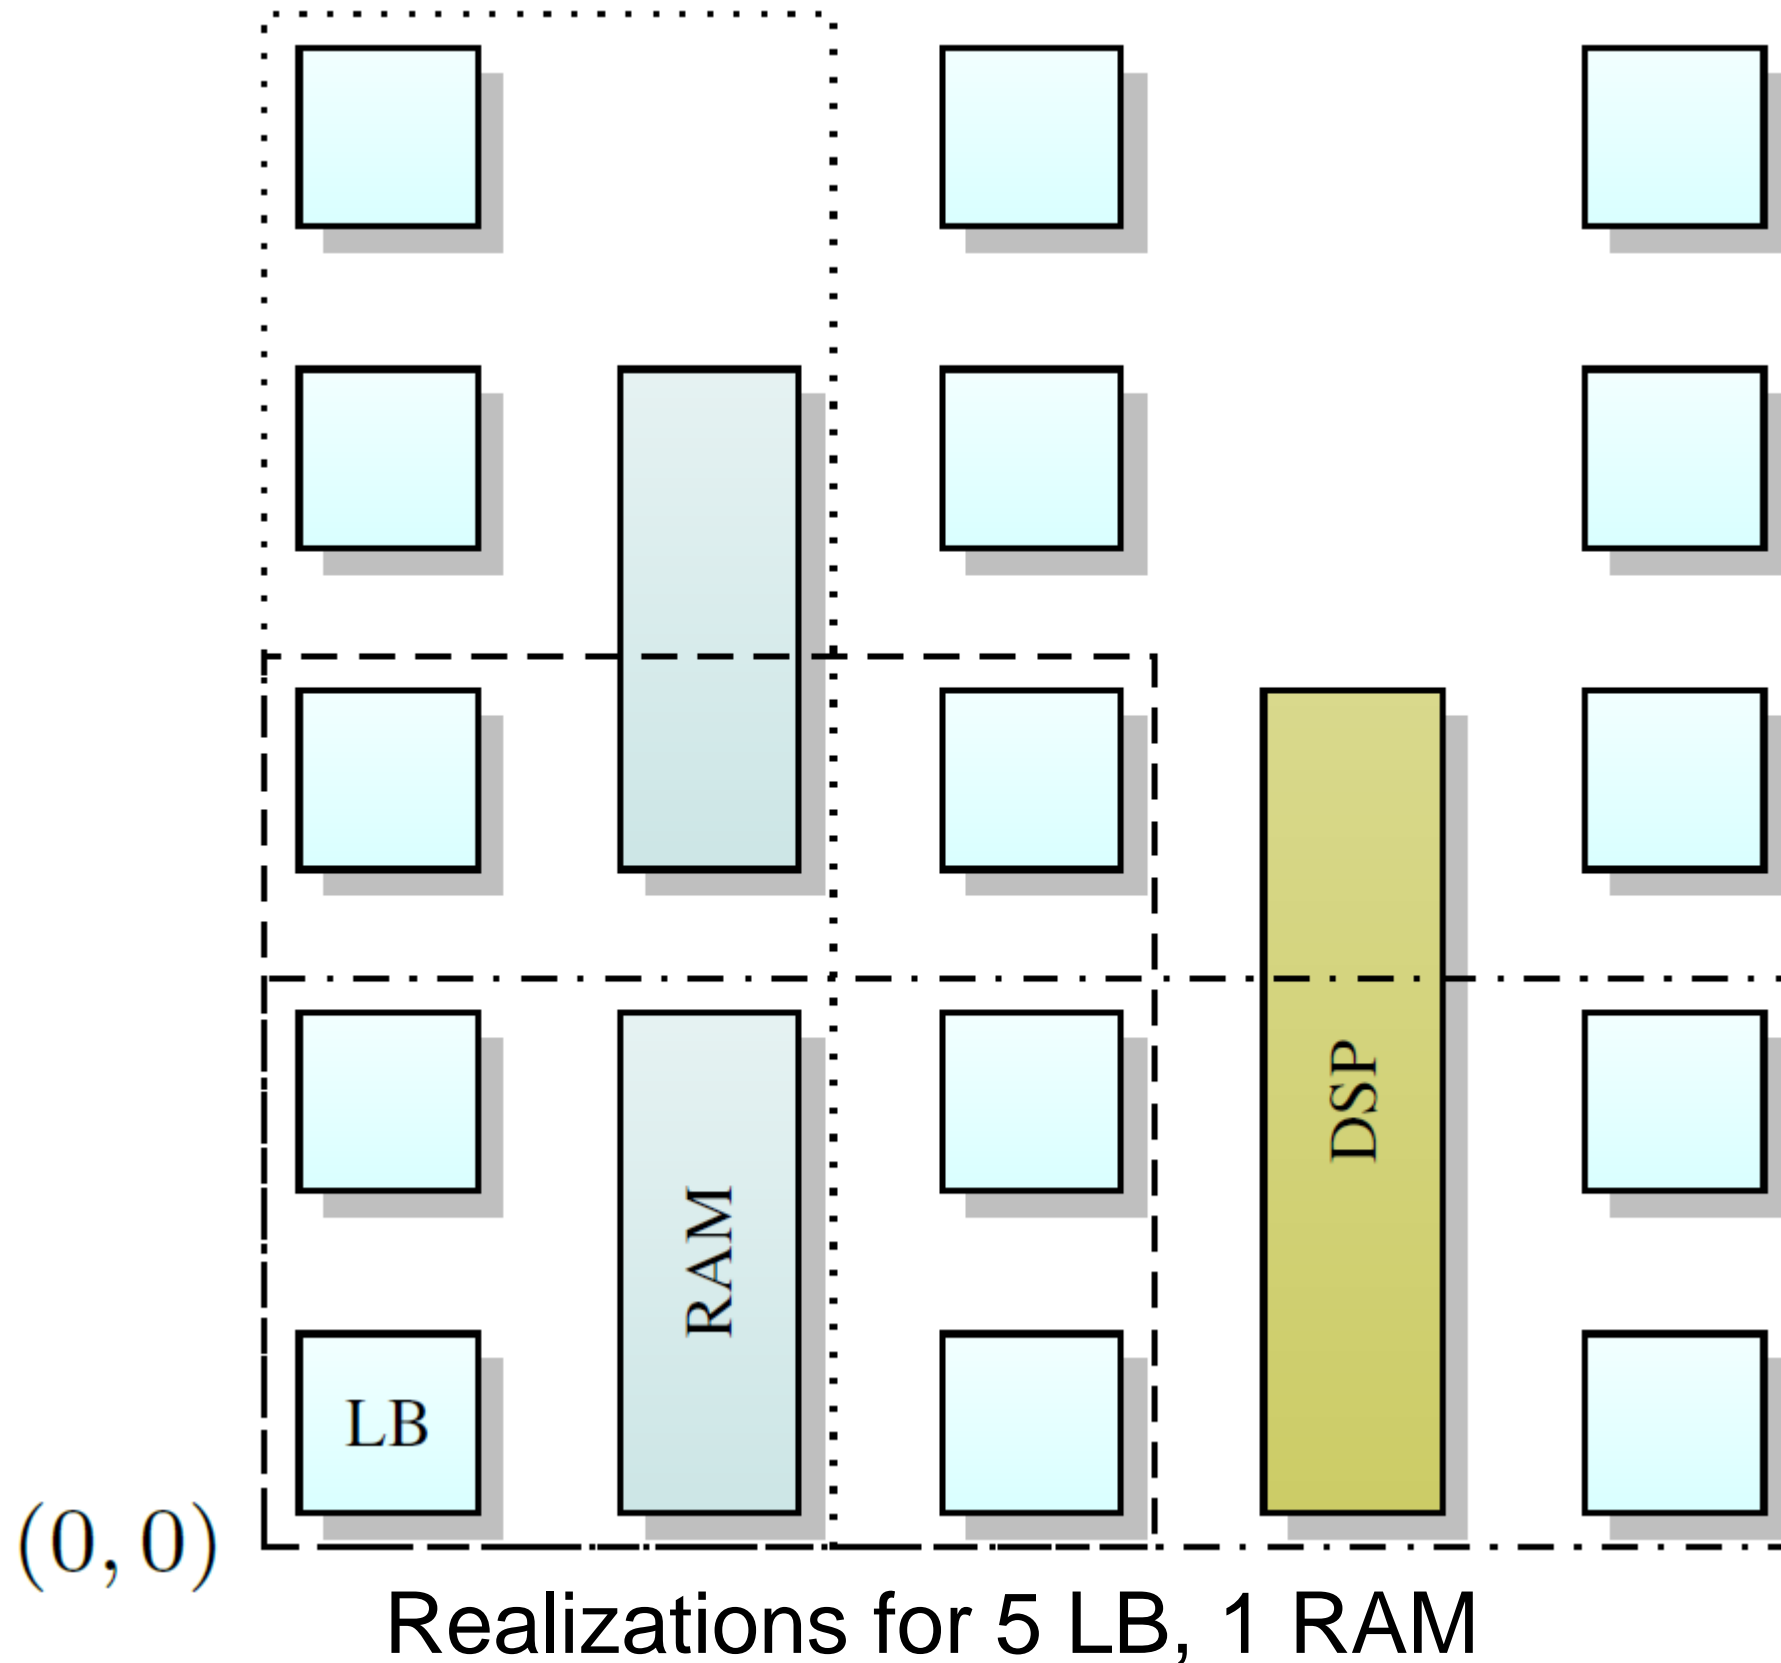 DSP
RAM
LB
(0, 0)
Realizations for 5 LB, 1 RAM